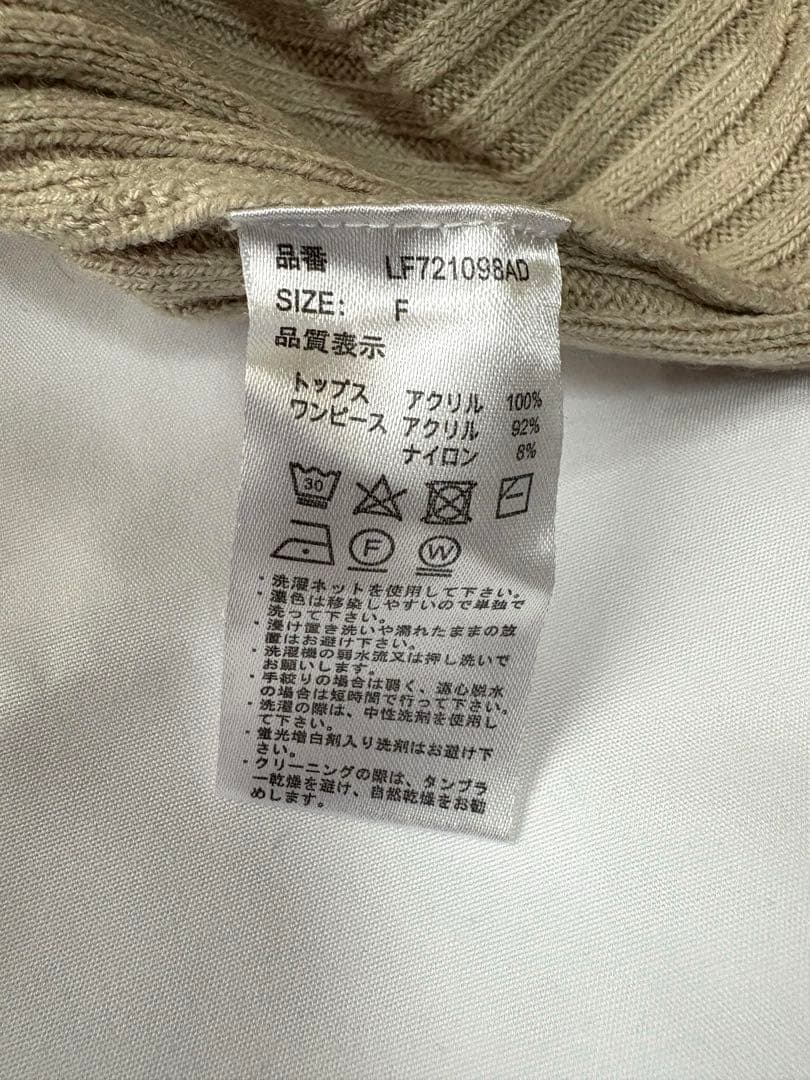 品番 LF721098AD
SIZE: F
品質表示
トップス アクリル 100%
ワンピース アクリル 92%
ナイロン 8%
30
F W
・洗濯ネットを使用して下さい。
・濃色は移染しやすいので単独で
洗って下さい。
・浸け置き洗いや濡れたままの放
置はお避け下さい。
・洗濯機の弱水流又は押し洗いで
お願いします。
・手絞りの場合は弱く、遠心脱水
の場合は短時間で行って下さい。
・洗濯の際は、中性洗剤を使用し
て下さい。
・蛍光増白剤入り洗剤はお避け下
さい。
・クリーニングの際は、タンブラ
ー乾燥を避け、自然乾燥をお勧
めします。